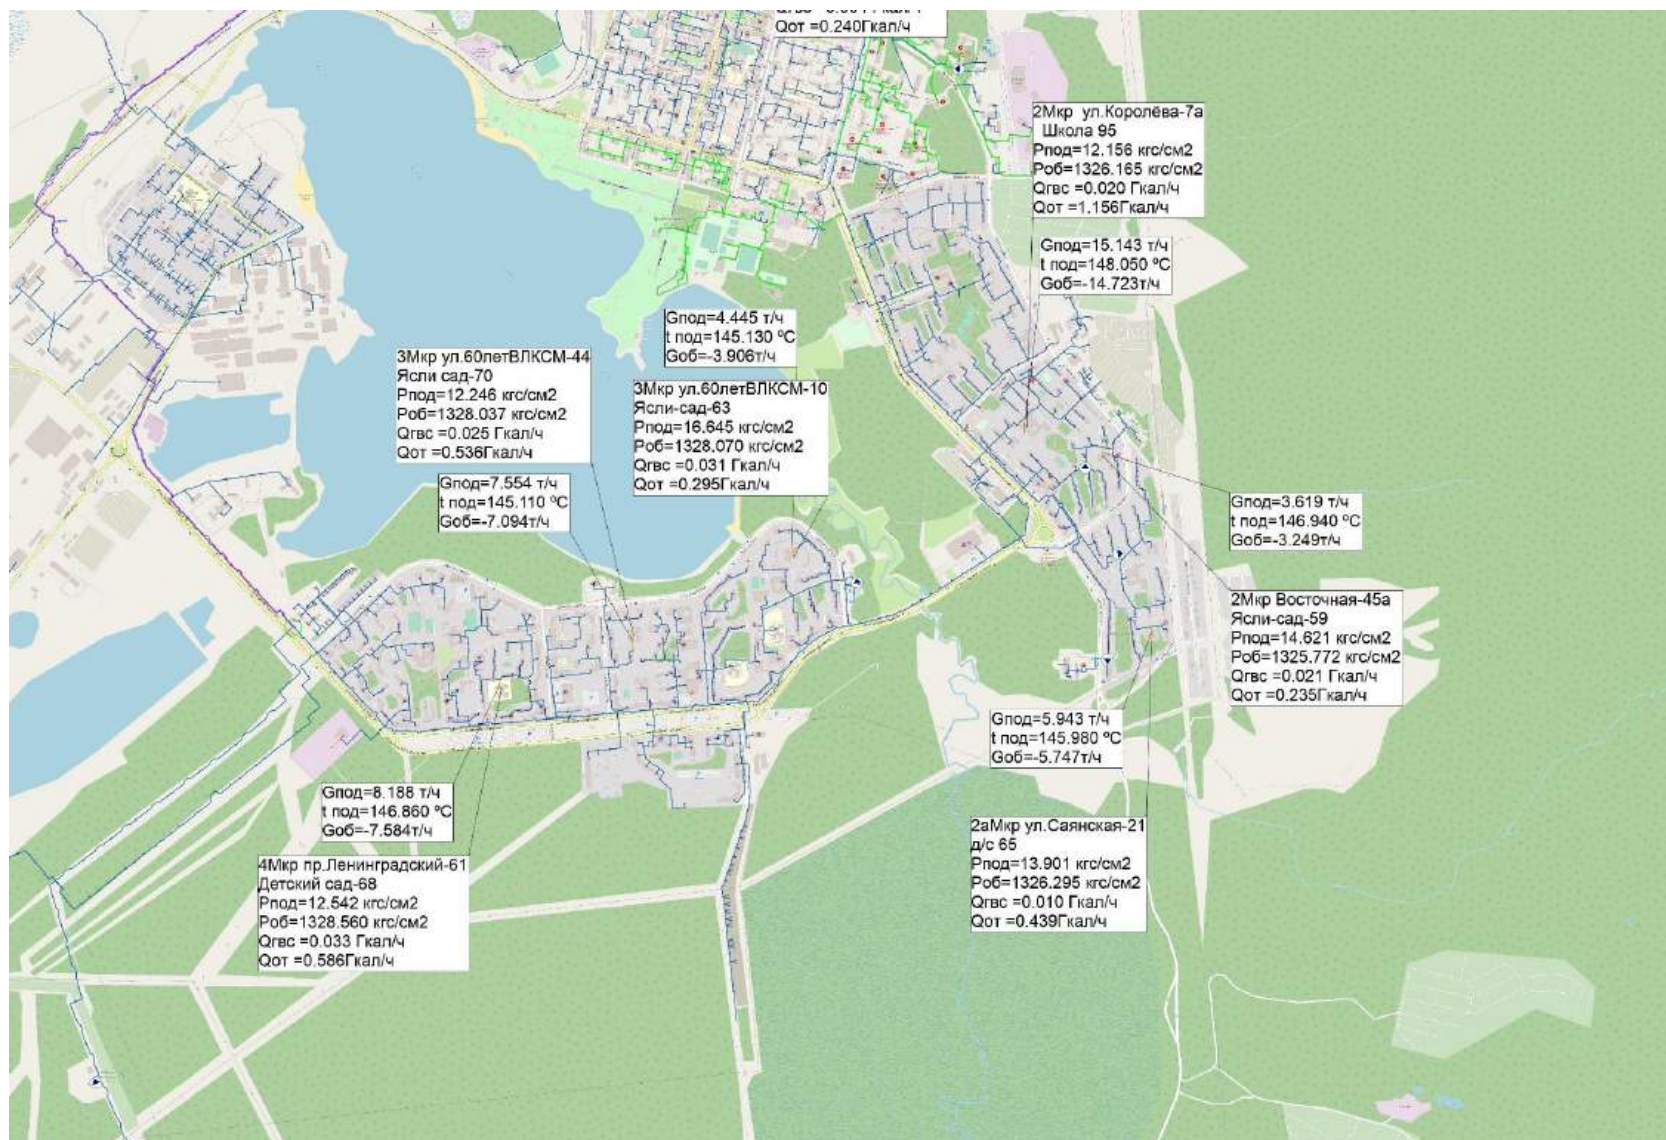 Qот =0.240Гкал/ч
2Мкр ул.Королёва-7а
Школа 95
Pпод=12.156 кгс/см2
Pоб=1326.165 кгс/см2
Qгвс =0.020 Гкал/ч
Qот =1.156Гкал/ч
Gпод=15.143 т/ч
t под=148.050 ºC
Gоб=-14.723т/ч
Gпод=4.445 т/ч
t под=145.130 ºC
Gоб=-3.906т/ч
3Мкр ул.60летВЛКСМ-44
Ясли сад-70
Pпод=12.246 кгс/см2
Pоб=1328.037 кгс/см2
Qгвс =0.025 Гкал/ч
Qот =0.536Гкал/ч
3Мкр ул.60летВЛКСМ-10
Ясли-сад-63
Pпод=16.645 кгс/см2
Pоб=1328.070 кгс/см2
Qгвс =0.031 Гкал/ч
Qот =0.295Гкал/ч
Gпод=7.554 т/ч
t под=145.110 ºC
Gоб=-7.094т/ч
Gпод=3.619 т/ч
t под=146.940 ºC
Gоб=-3.249т/ч
2Мкр Восточная-45а
Ясли-сад-59
Pпод=14.621 кгс/см2
Pоб=1325.772 кгс/см2
Qгвс =0.021 Гкал/ч
Qот =0.235Гкал/ч
Gпод=5.943 т/ч
t под=145.980 ºC
Gоб=-5.747т/ч
Gпод=8.188 т/ч
t под=146.860 ºC
Gоб=-7.584т/ч
2аМкр ул.Саянская-21
д/с 65
Pпод=13.901 кгс/см2
Pоб=1326.295 кгс/см2
Qгвс =0.010 Гкал/ч
Qот =0.439Гкал/ч
4Мкр пр.Ленинградский-61
Детский сад-68
Pпод=12.542 кгс/см2
Pоб=1328.560 кгс/см2
Qгвс =0.033 Гкал/ч
Qот =0.586Гкал/ч